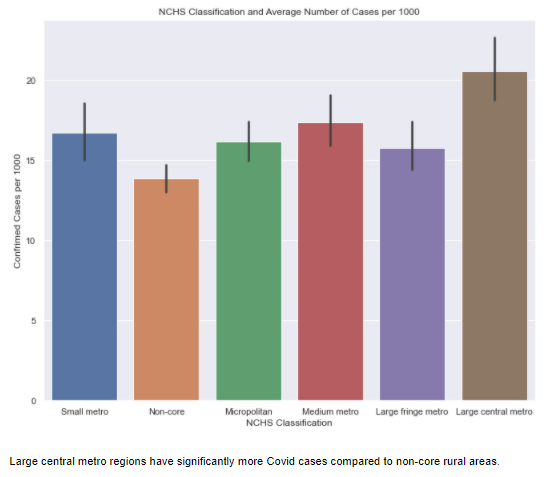 NCHS Classification and Average Number of Cases per 1000
Confrimed Cases per 1000
20
15
10
5
0
Small metro Non-core Micropolitan Medium metro Large fringe metro Large central metro
NCHS Classification
Large central metro regions have significantly more Covid cases compared to non-core rural areas.